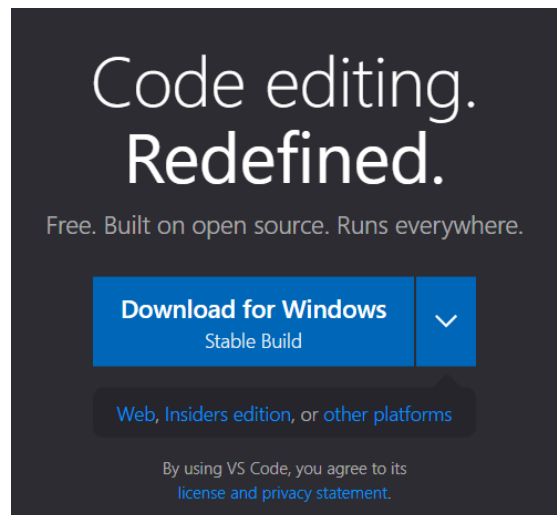 Code editing.
Redefined.
Free. Built on open source. Runs everywhere.
Download for Windows
Stable Build
Web, Insiders edition, or other platforms
By using VS Code, you agree to its
license and privacy statement.